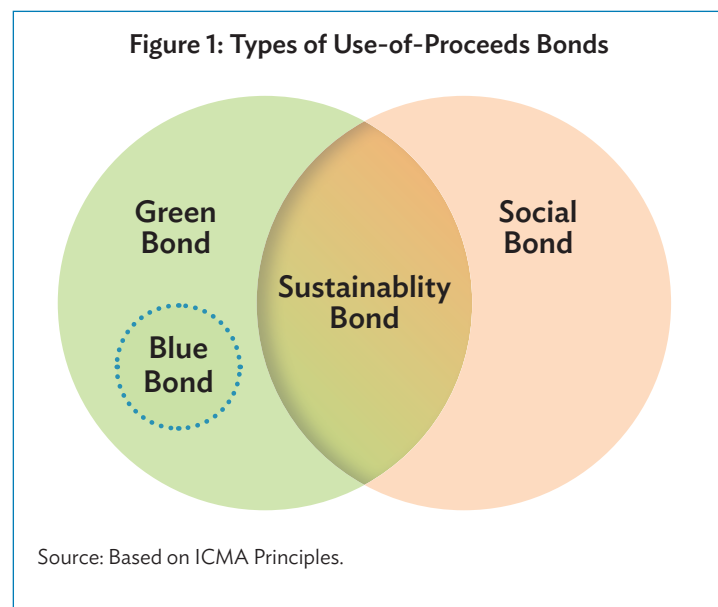 Figure 1: Types of Use-of-Proceeds Bonds
Green
Bond
Social
Bond
Sustainablity
Bond
Blue
Bond
Source: Based on ICMA Principles.